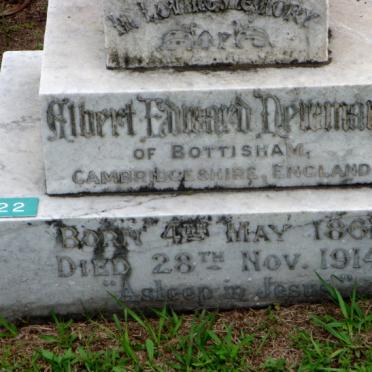 In Loving Memory
of
Albert Edward Newman
OF BOTTISHAM,
CAMBRIDGESHIRE, ENGLAND
22
BORN 4TH MAY
DIED 28TH NOV. 1914
"Asleep in Jesus"